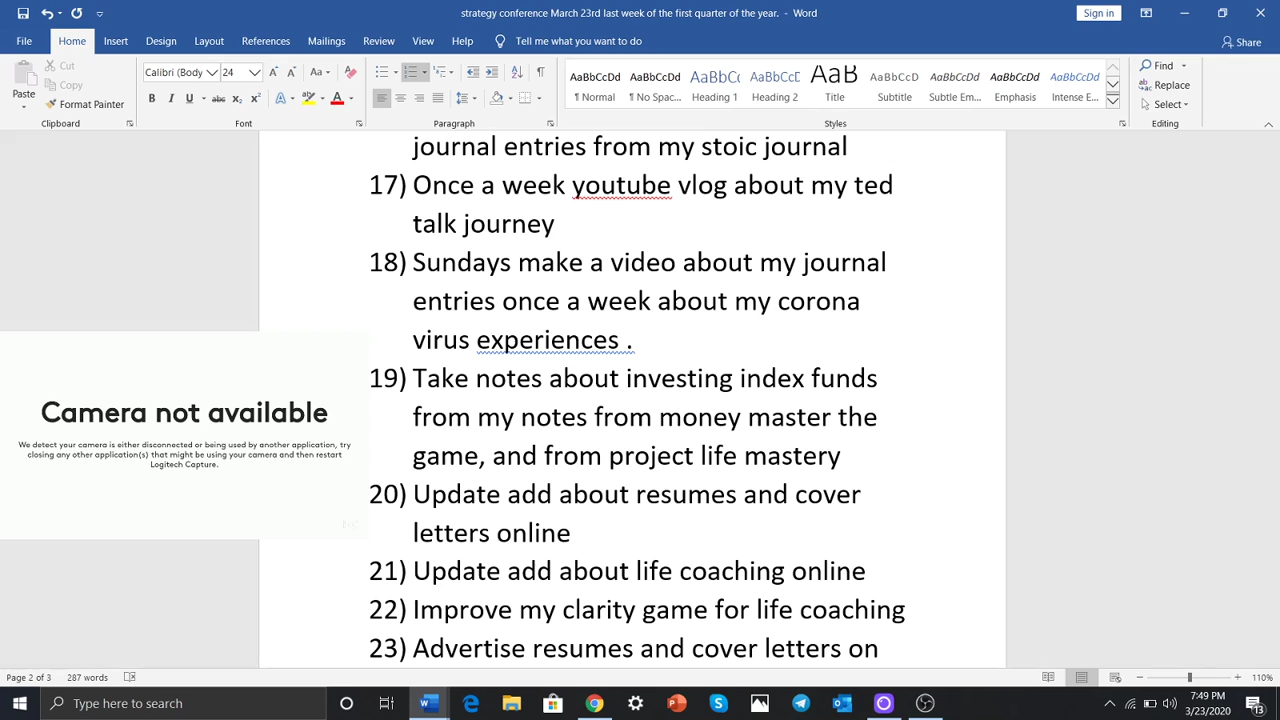 strategy conference March 23rd last week of the first quarter of the year. - Word
Sign in
File Home Insert Design Layout References Mailings Review View Help Tell me what you want to do Share
Paste
Cut
Copy
Format Painter
Calibri (Body 24
Aa
B I U abc x₂ x² A A
AaBbCcDd AaBbCcDd AaBbCc AaBbCcD AaB AaBbCcD AaBbCcDd AaBbCcDd AaBbCcDd
¶ Normal ¶ No Spac... Heading 1 Heading 2 Title Subtitle Subtle Em... Emphasis Intense E...
Find
Replace
Select
Clipboard Font Paragraph Styles Editing
journal entries from my stoic journal
17) Once a week youtube vlog about my ted
talk journey
18) Sundays make a video about my journal
entries once a week about my corona
virus experiences .
19) Take notes about investing index funds
from my notes from money master the
game, and from project life mastery
20) Update add about resumes and cover
letters online
21) Update add about life coaching online
22) Improve my clarity game for life coaching
23) Advertise resumes and cover letters on
Camera not available
We detect your camera is either disconnected or being used by another application, try
closing any other application(s) that might be using your camera and then restart
Logitech Capture.
Page 2 of 3 287 words
110%
Type here to search
7:49 PM
3/23/2020
13